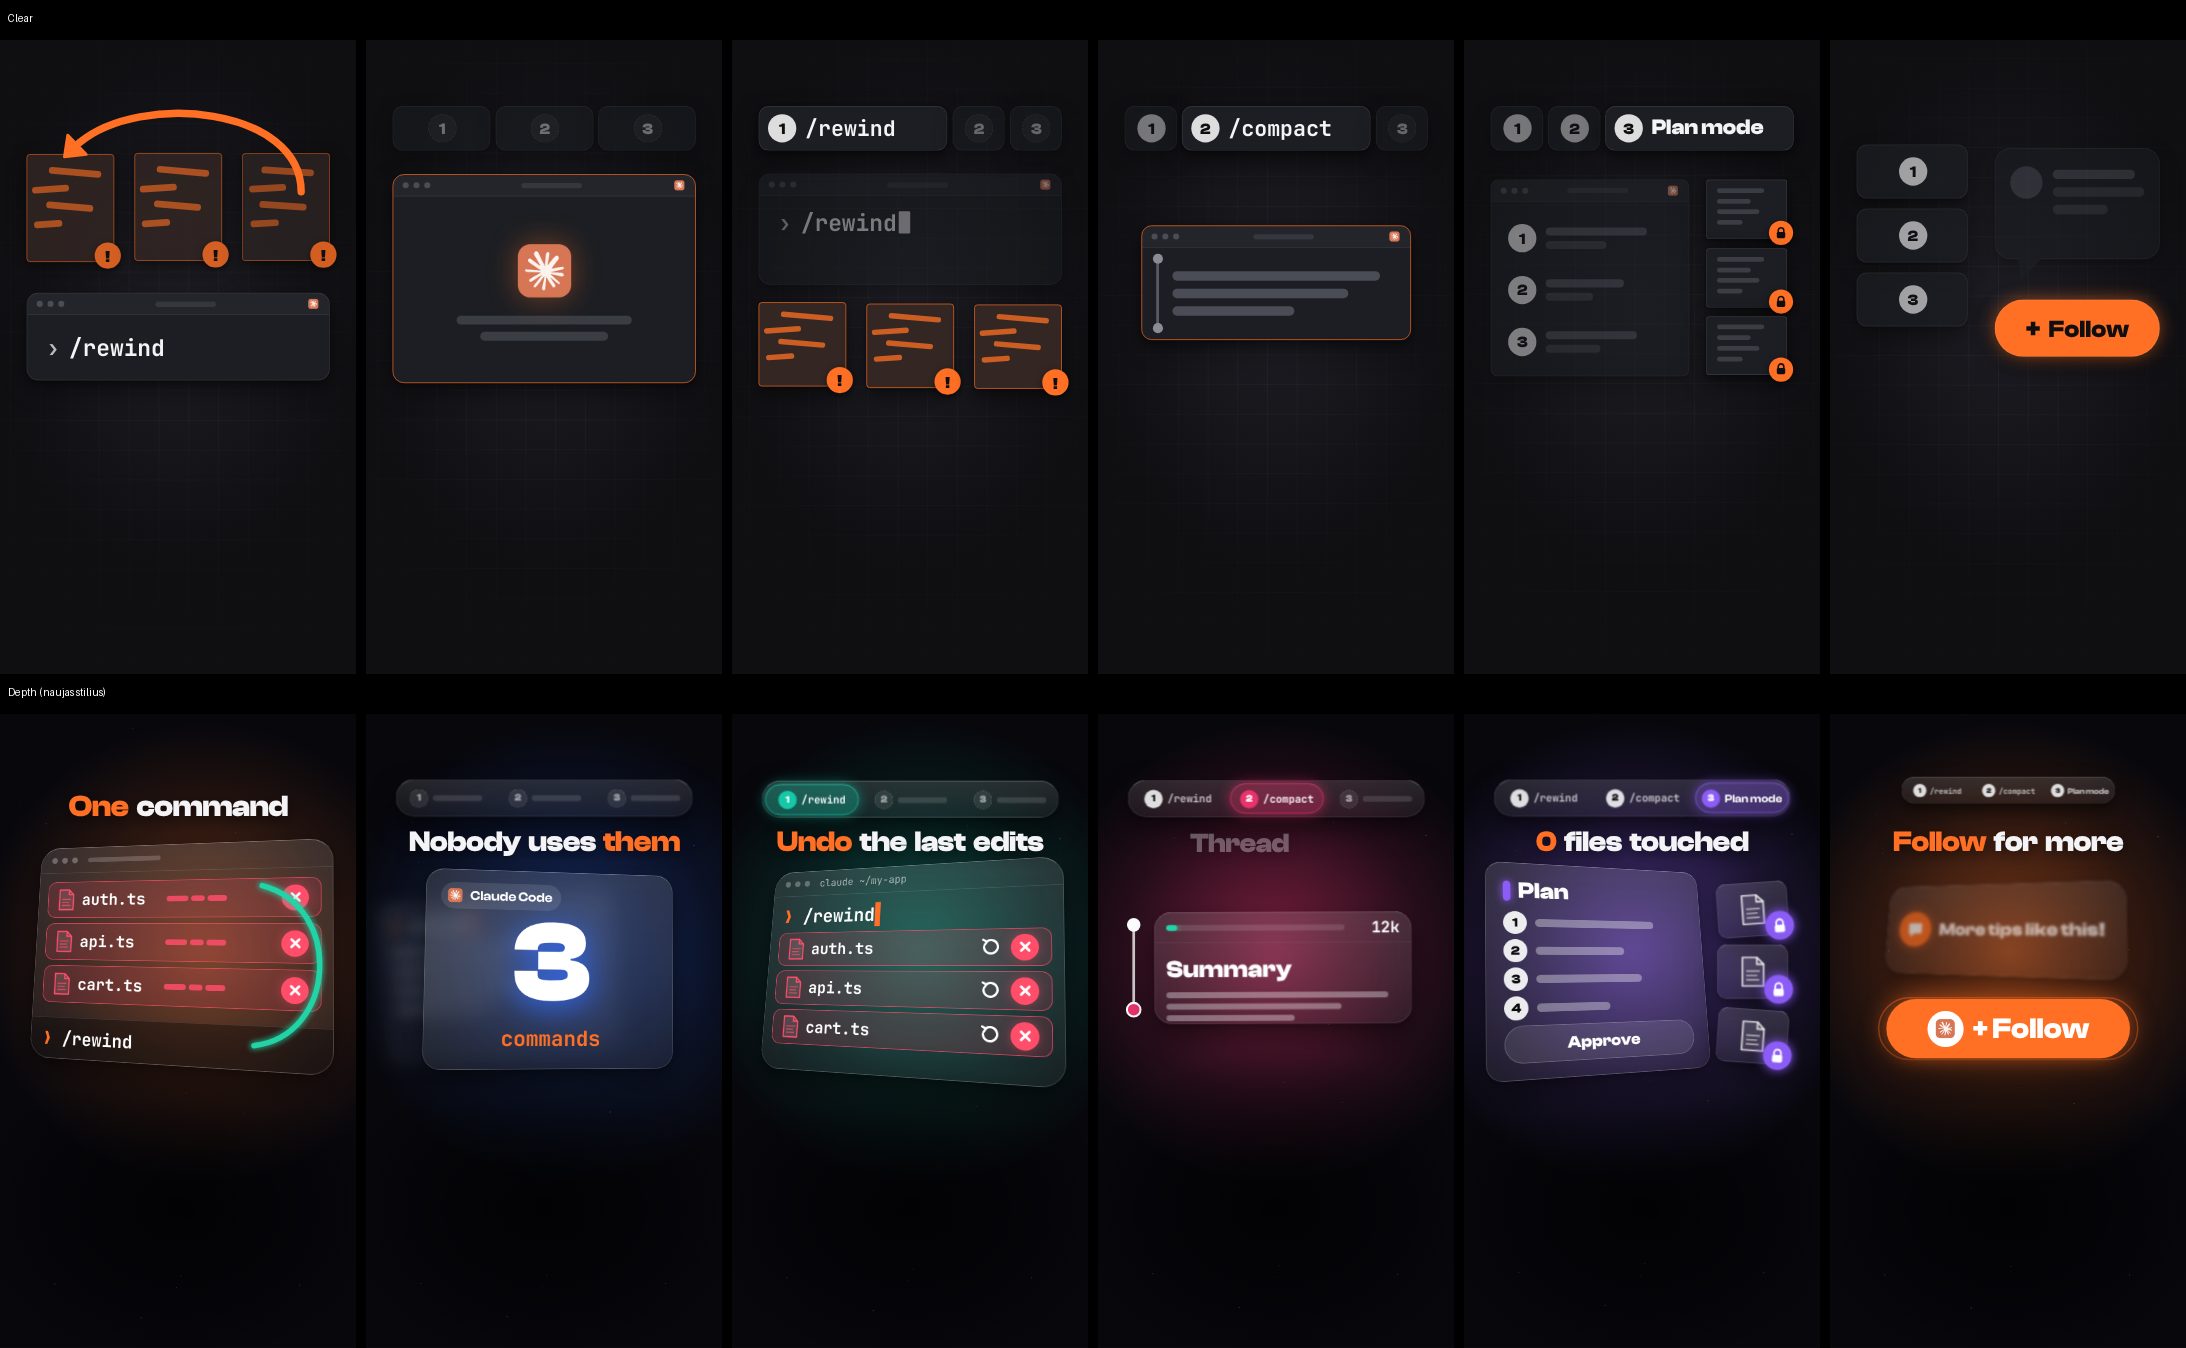 Clear
!
!
!
› /rewind
1
2
3
1 /rewind
2
3
› /rewind
!
!
!
1
2 /compact
3
1
2
3 Plan mode
1
2
3
1
2
3
+ Follow
Depth (naujas stilius)
One command
auth.ts
api.ts
cart.ts
› /rewind
1
2
3
Nobody uses them
Claude Code
3
commands
1 /rewind
2
3
Undo the last edits
claude ~/my-app
› /rewind
auth.ts
api.ts
cart.ts
1 /rewind
2 /compact
3
Thread
12k
Summary
1 /rewind
2 /compact
3 Plan mode
0 files touched
Plan
1
2
3
4
Approve
1 /rewind
2 /compact
3 Plan mode
Follow for more
More tips like this!
+ Follow